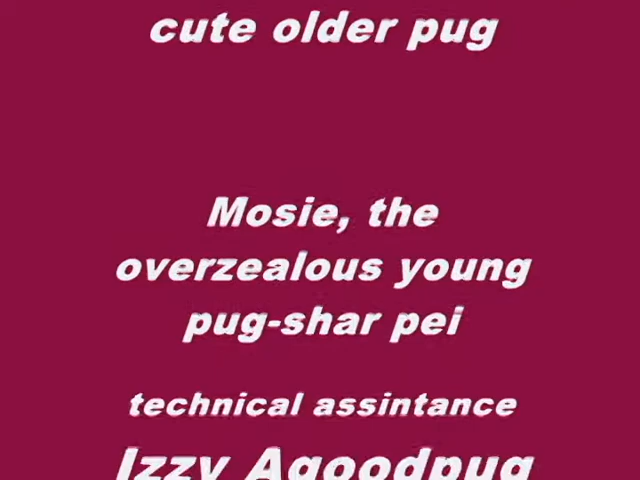 cute older pug
Mosie, the
overzealous young
pug-shar pei
technical assintance
Izzy Agoodpug